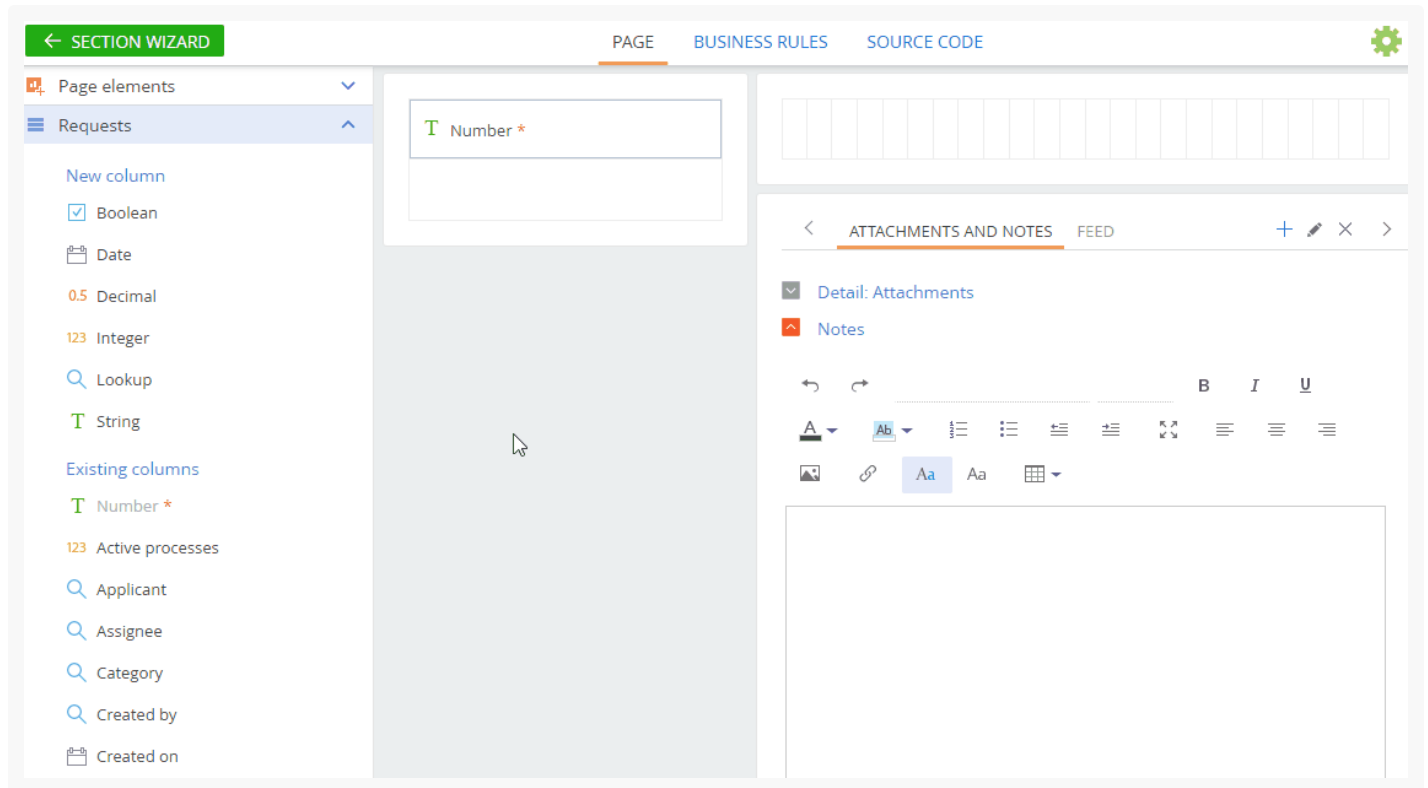 SECTION WIZARD
PAGE BUSINESS RULES SOURCE CODE
Page elements
Requests
New column
Boolean
Date
0.5 Decimal
123 Integer
Lookup
T String
Existing columns
T Number *
123 Active processes
Applicant
Assignee
Category
Created by
Created on
T Number *
ATTACHMENTS AND NOTES FEED
Detail: Attachments
Notes
B I U
A Ab
Aa Aa